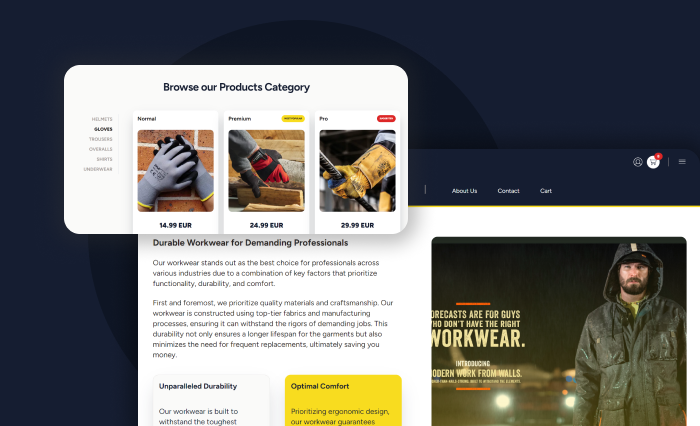 Browse our Products Category
HELMETS
GLOVES
TROUSERS
OVERALLS
SHIRTS
UNDERWEAR
Normal
14.99 EUR
Premium
24.99 EUR
Pro
29.99 EUR
About Us
Contact
Cart
Durable Workwear for Demanding Professionals
Our workwear stands out as the best choice for professionals across
various industries due to a combination of key factors that prioritize
functionality, durability, and comfort.
First and foremost, we prioritize quality materials and craftsmanship. Our
workwear is constructed using top-tier fabrics and manufacturing
processes, ensuring it can withstand the rigors of demanding jobs. This
durability not only ensures a longer lifespan for the garments but also
minimizes the need for frequent replacements, ultimately saving you
money.
Unparalleled Durability
Our workwear is built to
withstand the toughest
Optimal Comfort
Prioritizing ergonomic design,
our workwear guarantees
ORECASTS ARE FOR GUYS
HO DON'T HAVE THE RIGHT
WORKWEAR.
INTRODUCING
ODERN WORK FROM WALLS.